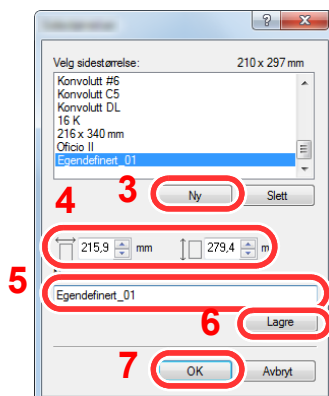 Velg sidestørrelse: 210 x 297 mm
Konvolutt #6
Konvolutt C5
Konvolutt DL
16 K
216 x 340 mm
Oficio II
Egendefinert_01
3 Ny Slett
4
215,9 mm 279,4 m
5
Egendefinert_01
6 Lagre
7 OK Avbryt